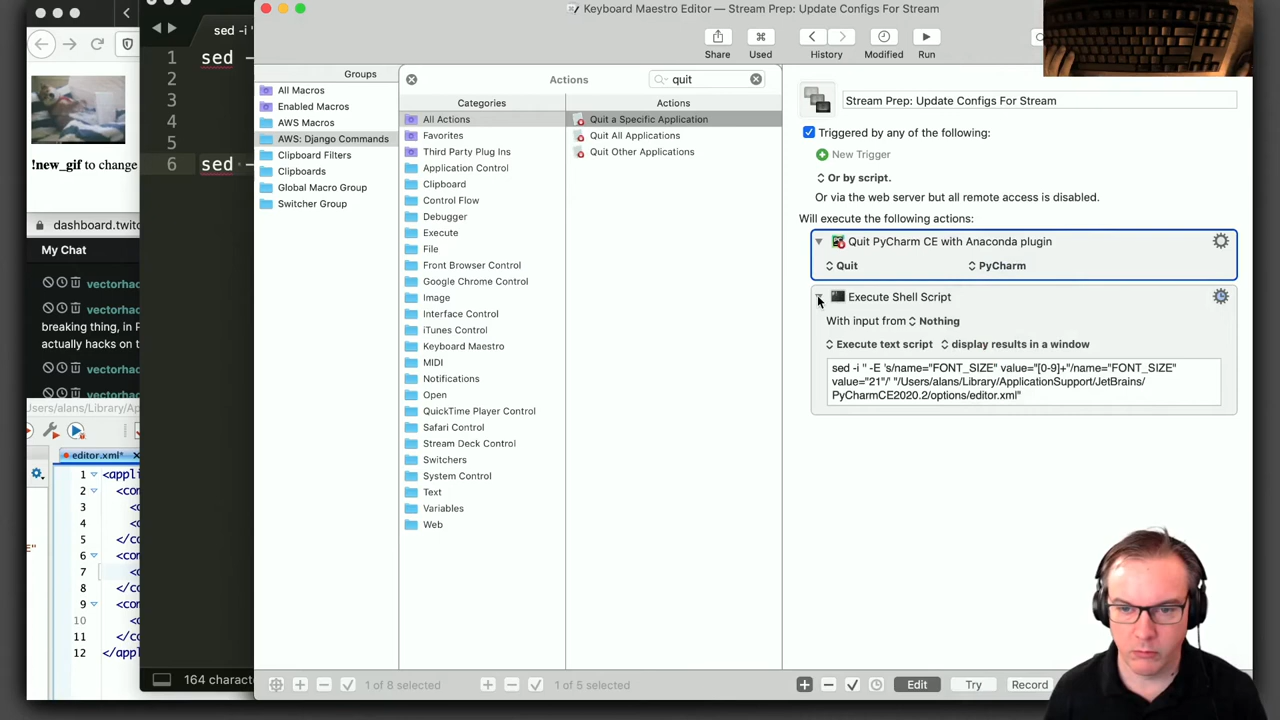 Keyboard Maestro Editor — Stream Prep: Update Configs For Stream
Share
Used
History
Modified
Run
sed -i '
1 sed -
2
3
4
5
6 sed -
!new_gif to change
dashboard.twitc
My Chat
vectorhac
vectorhac
breaking thing, in P
actually hacks on t
vectorhac
vectorhac
Jsers/alans/Library/Ap
editor.xml*
1 <appli
2 <com
3 <o
4 <o
5 </co
6 <com
7 <o
8 </co
9 <com
10 <o
11 </co
12 </appl
164 characte
Groups
All Macros
Enabled Macros
AWS Macros
AWS: Django Commands
Clipboard Filters
Clipboards
Global Macro Group
Switcher Group
Actions
quit
Categories
All Actions
Favorites
Third Party Plug Ins
Application Control
Clipboard
Control Flow
Debugger
Execute
File
Front Browser Control
Google Chrome Control
Image
Interface Control
iTunes Control
Keyboard Maestro
MIDI
Notifications
Open
QuickTime Player Control
Safari Control
Stream Deck Control
Switchers
System Control
Text
Variables
Web
Actions
Quit a Specific Application
Quit All Applications
Quit Other Applications
Stream Prep: Update Configs For Stream
Triggered by any of the following:
New Trigger
Or by script.
Or via the web server but all remote access is disabled.
Will execute the following actions:
Quit PyCharm CE with Anaconda plugin
Quit PyCharm
Execute Shell Script
With input from Nothing
Execute text script display results in a window
sed -i '' -E 's/name="FONT_SIZE" value="[0-9]+"/name="FONT_SIZE"
value="21"/' "/Users/alans/Library/ApplicationSupport/JetBrains/
PyCharmCE2020.2/options/editor.xml"
1 of 8 selected
1 of 5 selected
Edit
Try
Record